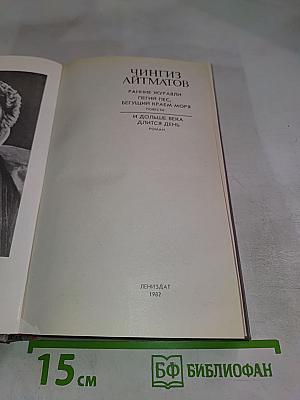 ЧИНГИЗ
АЙТМАТОВ
РАННИЕ ЖУРАВЛИ
ПЕГИЙ ПЕС,
БЕГУЩИЙ КРАЕМ МОРЯ
ПОВЕСТИ
И ДОЛЬШЕ ВЕКА
ДЛИТСЯ ДЕНЬ
РОМАН
ЛЕНИЗДАТ
1982
15 см
БФ БИБЛИОФАН